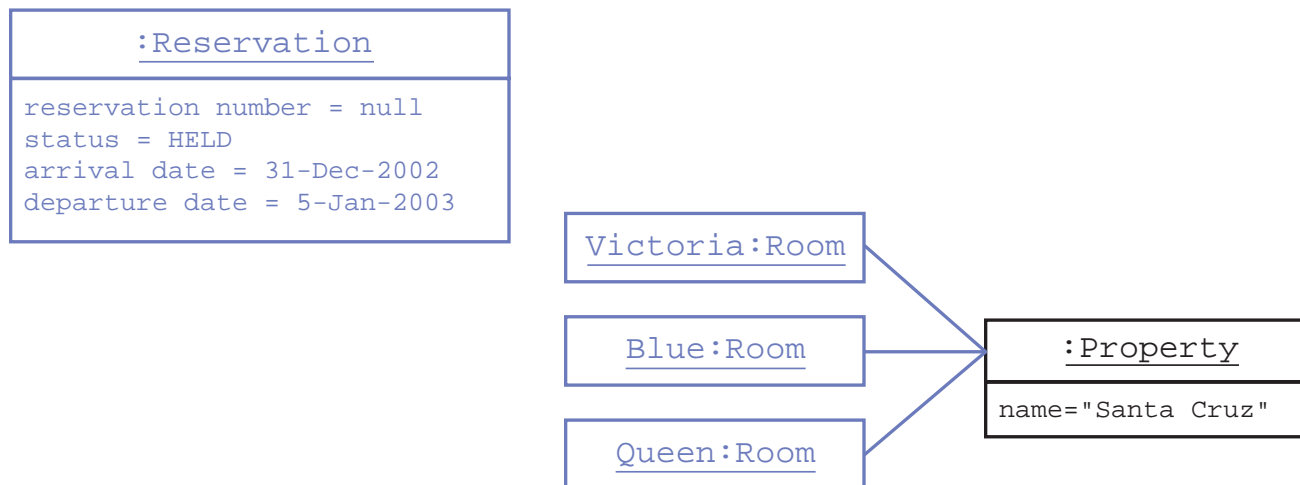 :Reservation
reservation number = null
status = HELD
arrival date = 31-Dec-2002
departure date = 5-Jan-2003
Victoria:Room
Blue:Room
:Property
name="Santa Cruz"
Queen:Room